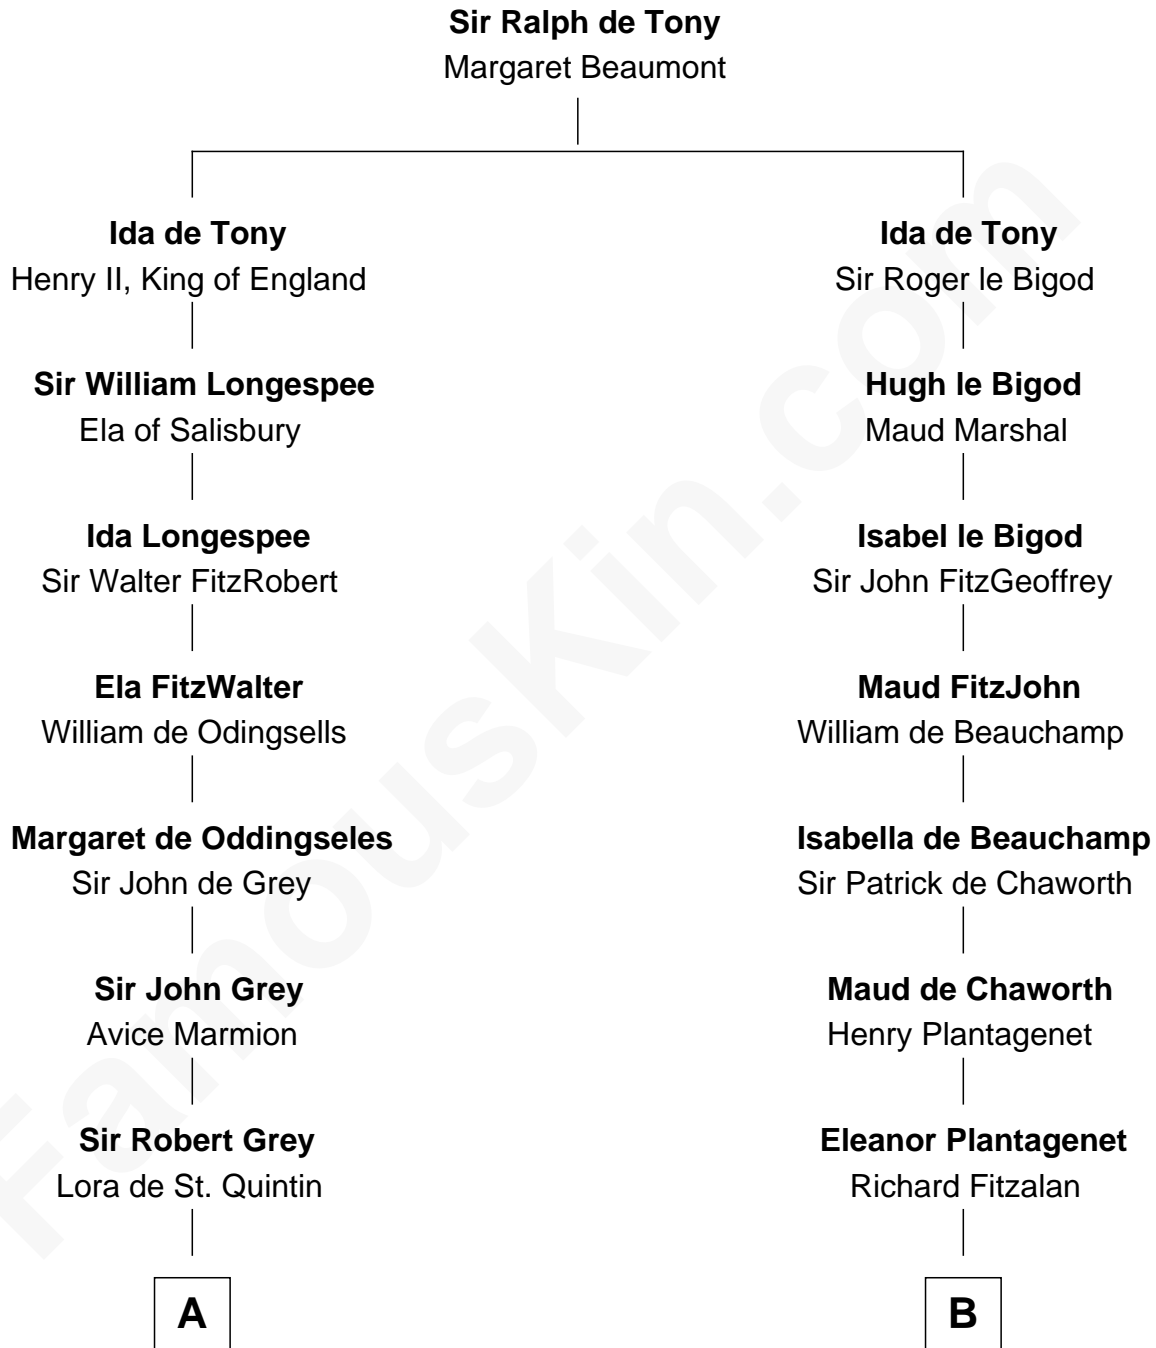 Sir Ralph de Tony
Margaret Beaumont
Ida de Tony
Henry II, King of England
Ida de Tony
Sir Roger le Bigod
Sir William Longespee
Ela of Salisbury
Hugh le Bigod
Maud Marshal
Ida Longespee
Sir Walter FitzRobert
Isabel le Bigod
Sir John FitzGeoffrey
Ela FitzWalter
William de Odingsells
Maud FitzJohn
William de Beauchamp
Margaret de Oddingseles
Sir John de Grey
Isabella de Beauchamp
Sir Patrick de Chaworth
Sir John Grey
Avice Marmion
Maud de Chaworth
Henry Plantagenet
Sir Robert Grey
Lora de St. Quintin
Eleanor Plantagenet
Richard Fitzalan
A
B
FamousKin.com